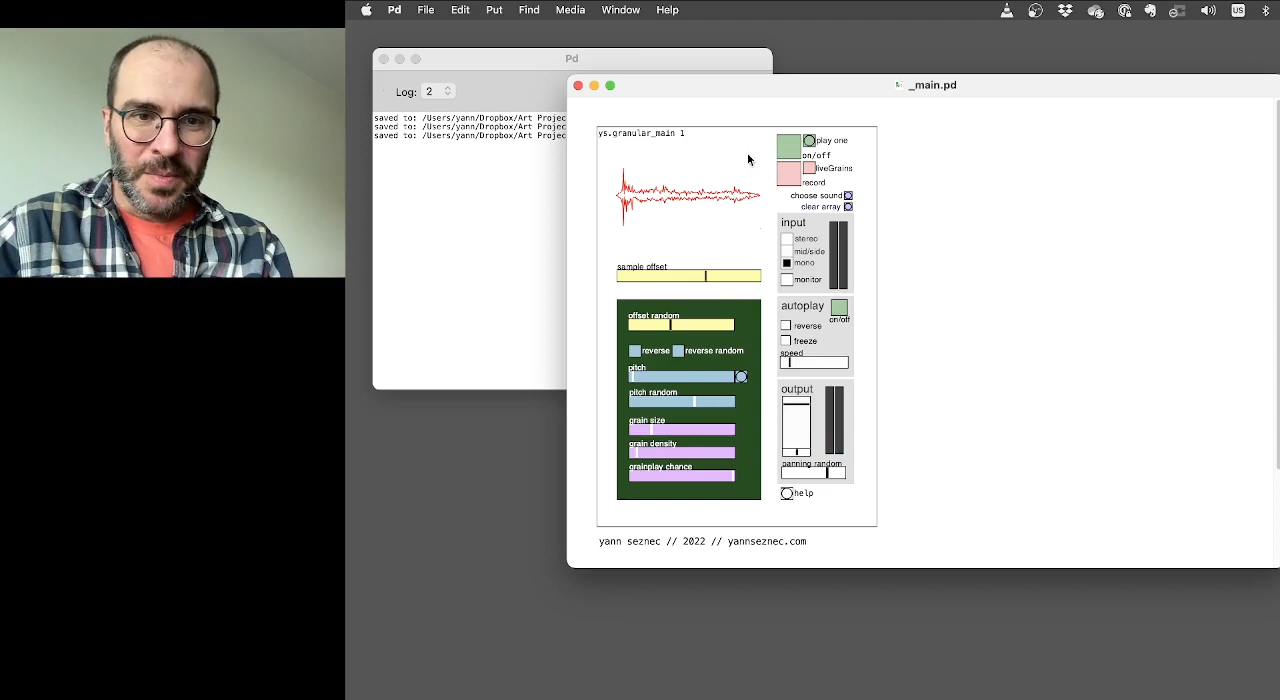 Pd File Edit Put Find Media Window Help
US
Pd
Log: 2
saved to: /Users/yann/Dropbox/Art Projec
saved to: /Users/yann/Dropbox/Art Projec
saved to: /Users/yann/Dropbox/Art Projec
_main.pd
ys.granular_main 1
play one
on/off
liveGrains
record
choose sound
clear array
input
stereo
mid/side
mono
monitor
sample offset
autoplay
on/off
reverse
freeze
speed
offset random
reverse reverse random
pitch
pitch random
grain size
grain density
grainplay chance
output
panning random
help
yann seznec // 2022 // yannseznec.com